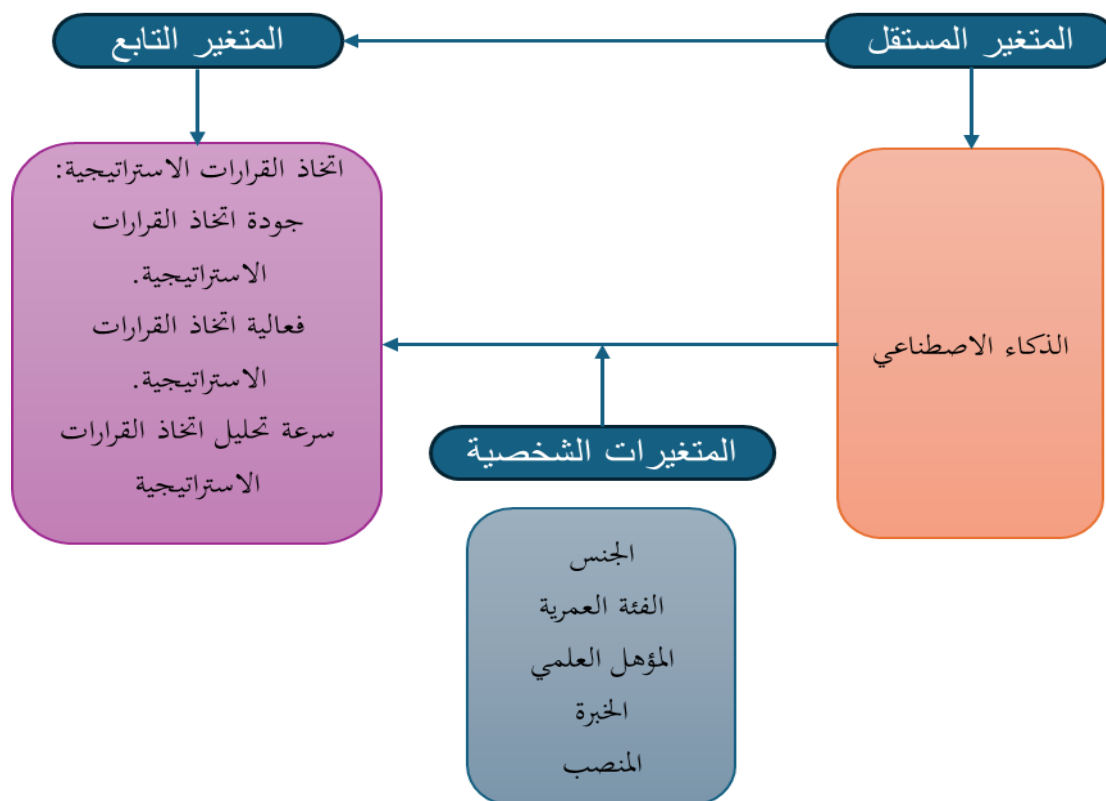 المتغير المستقل
المتغير التابع
الذكاء الاصطناعي
اتخاذ القرارات الاستراتيجية:
جودة اتخاذ القرارات
الاستراتيجية.
فعالية اتخاذ القرارات
الاستراتيجية.
سرعة تحليل اتخاذ القرارات
الاستراتيجية
المتغيرات الشخصية
الجنس
الفئة العمرية
المؤهل العلمي
الخبرة
المنصب